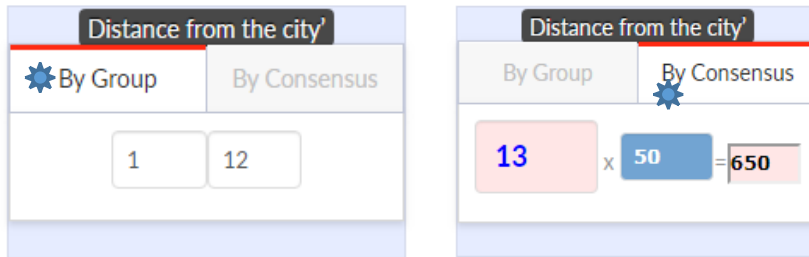 Distance from the city’
By Group By Consensus
1 12
Distance from the city’
By Group By Consensus
13 x 50 = 650